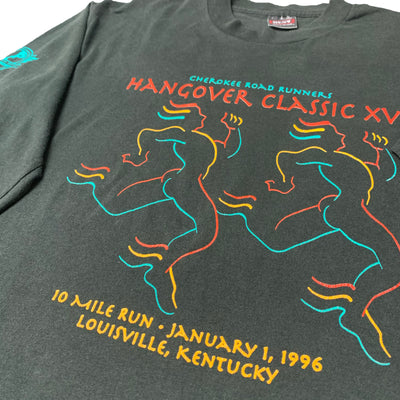 CHEROKEE ROAD RUNNERS
HANGOVER CLASSIC XV
10 MILE RUN • JANUARY 1, 1996
LOUISVILLE, KENTUCKY